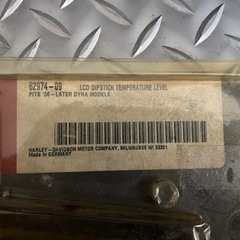 62974-09 LCD DIPSTICK TEMPERATURE LEVEL
FITS '06-LATER DYNA MODELS
HARLEY-DAVIDSON MOTOR COMPANY, MILWAUKEE WI 53201
Made in GERMANY